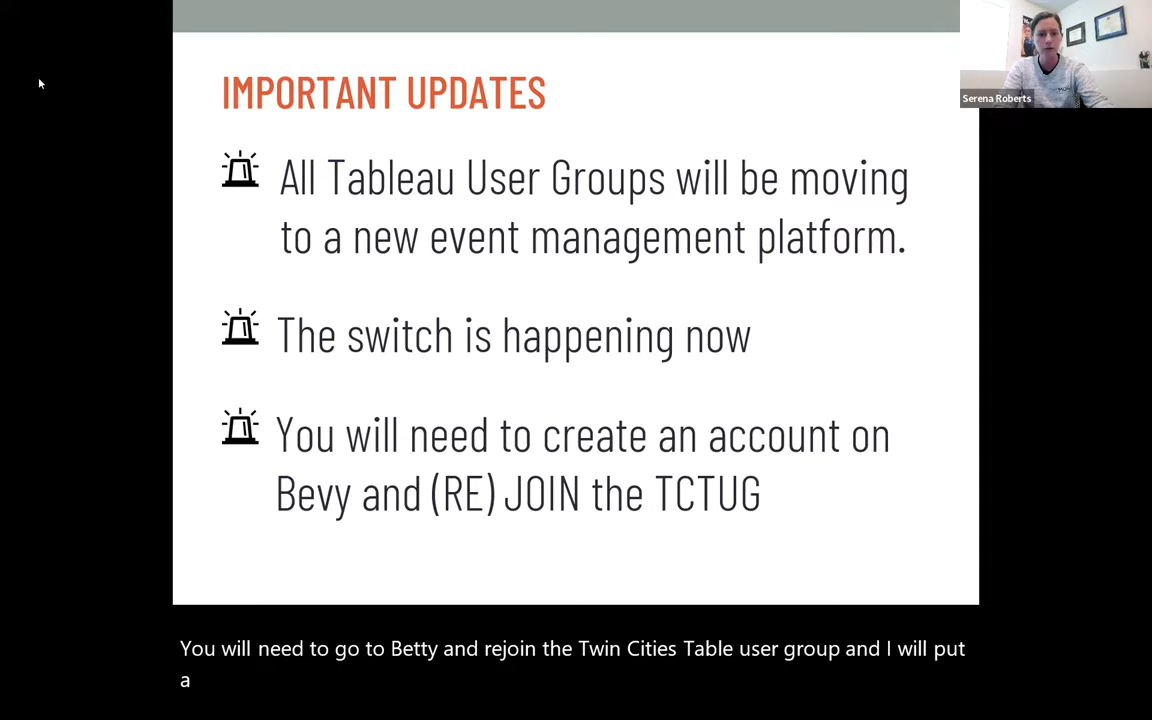 IMPORTANT UPDATES
All Tableau User Groups will be moving
to a new event management platform.
The switch is happening now
You will need to create an account on
Bevy and (RE) JOIN the TCTUG
Serena Roberts
You will need to go to Betty and rejoin the Twin Cities Table user group and I will put
a